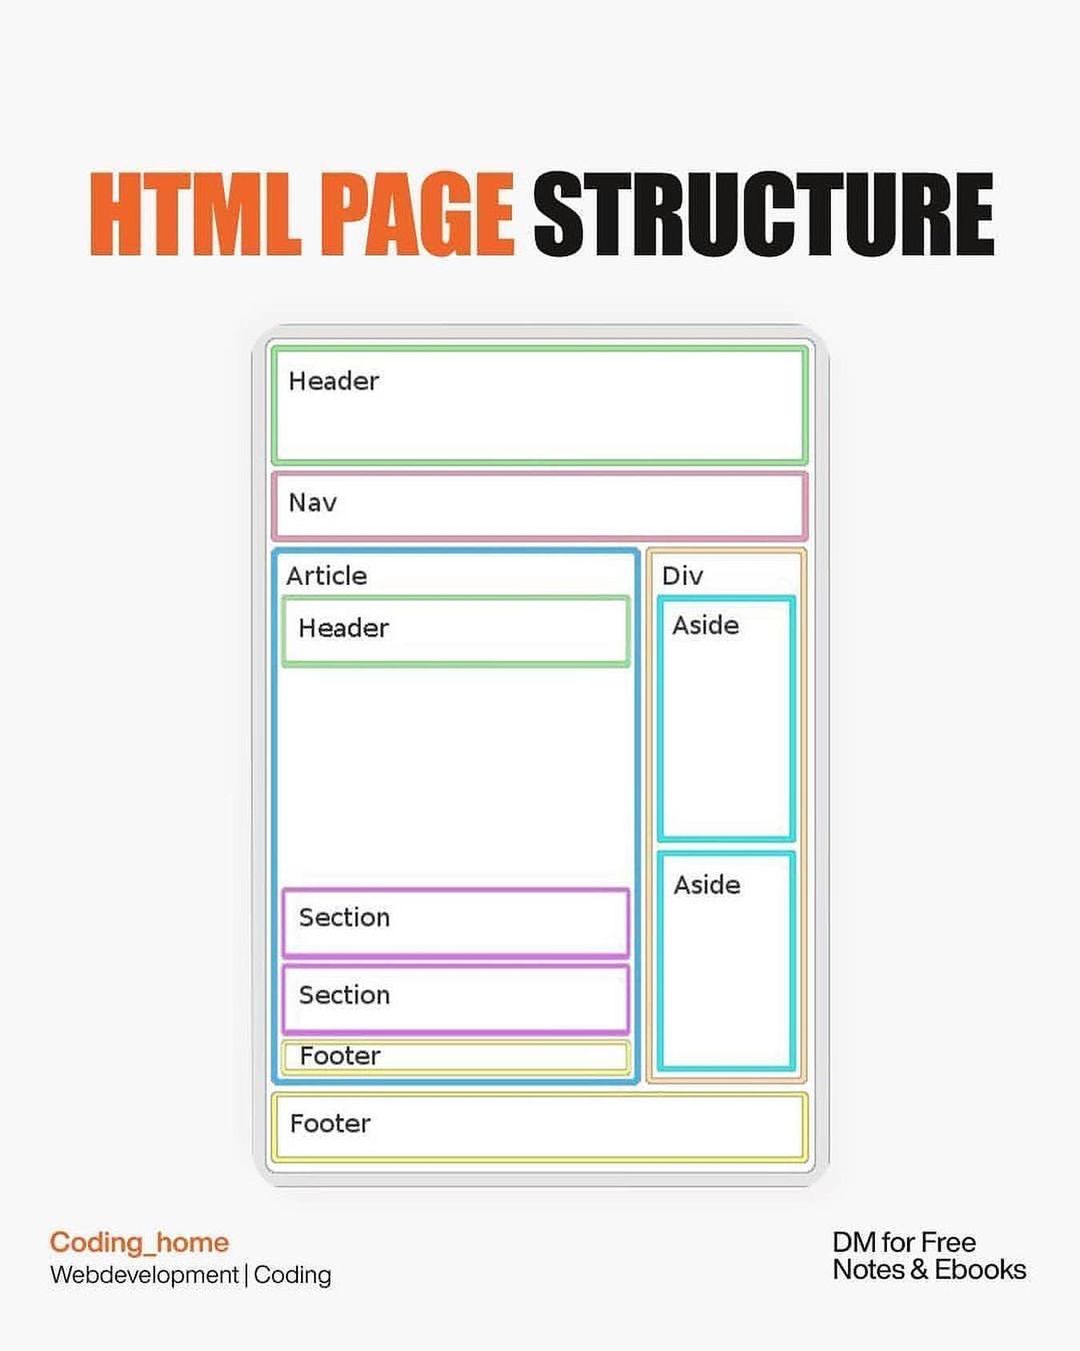 HTML PAGE STRUCTURE
Header
Nav
Article
Header
Section
Section
Footer
Div
Aside
Aside
Footer
Coding_home
Webdevelopment | Coding
DM for Free
Notes & Ebooks